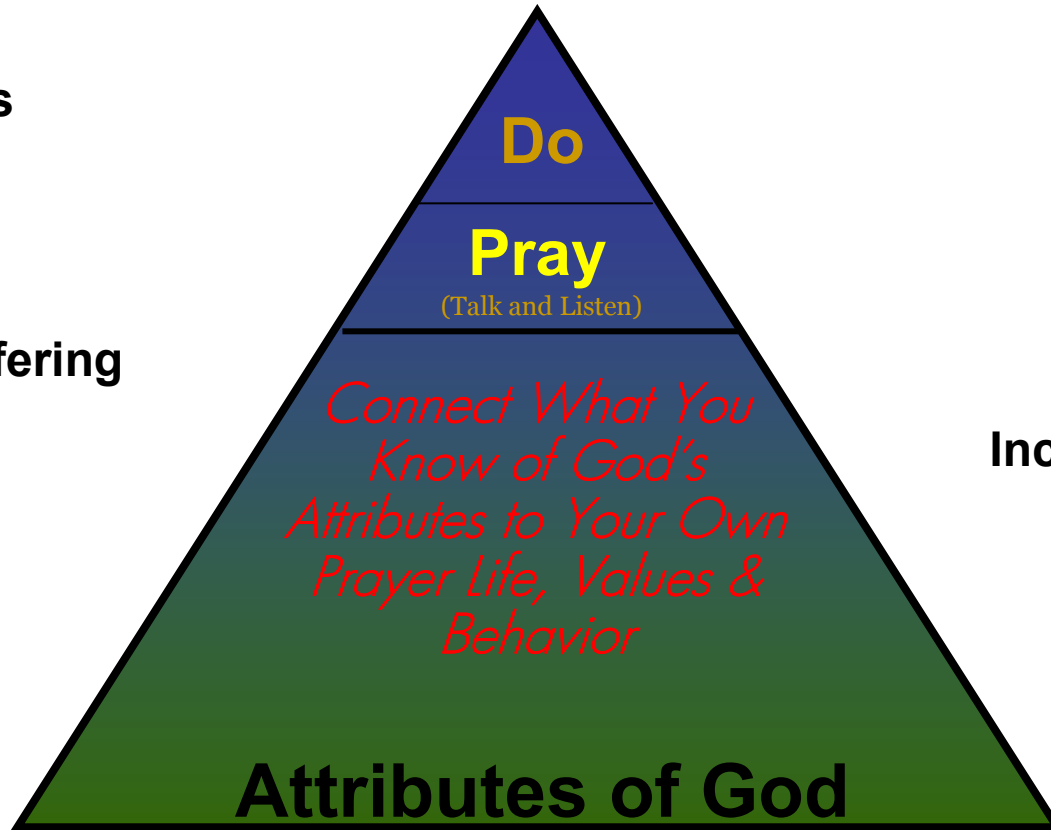 s
Do
Pray
(Talk and Listen)
fering
Connect What You
Know of God's
Inc
Attributes to Your Own
Prayer Life, Values &
Behavior
Attributes of God